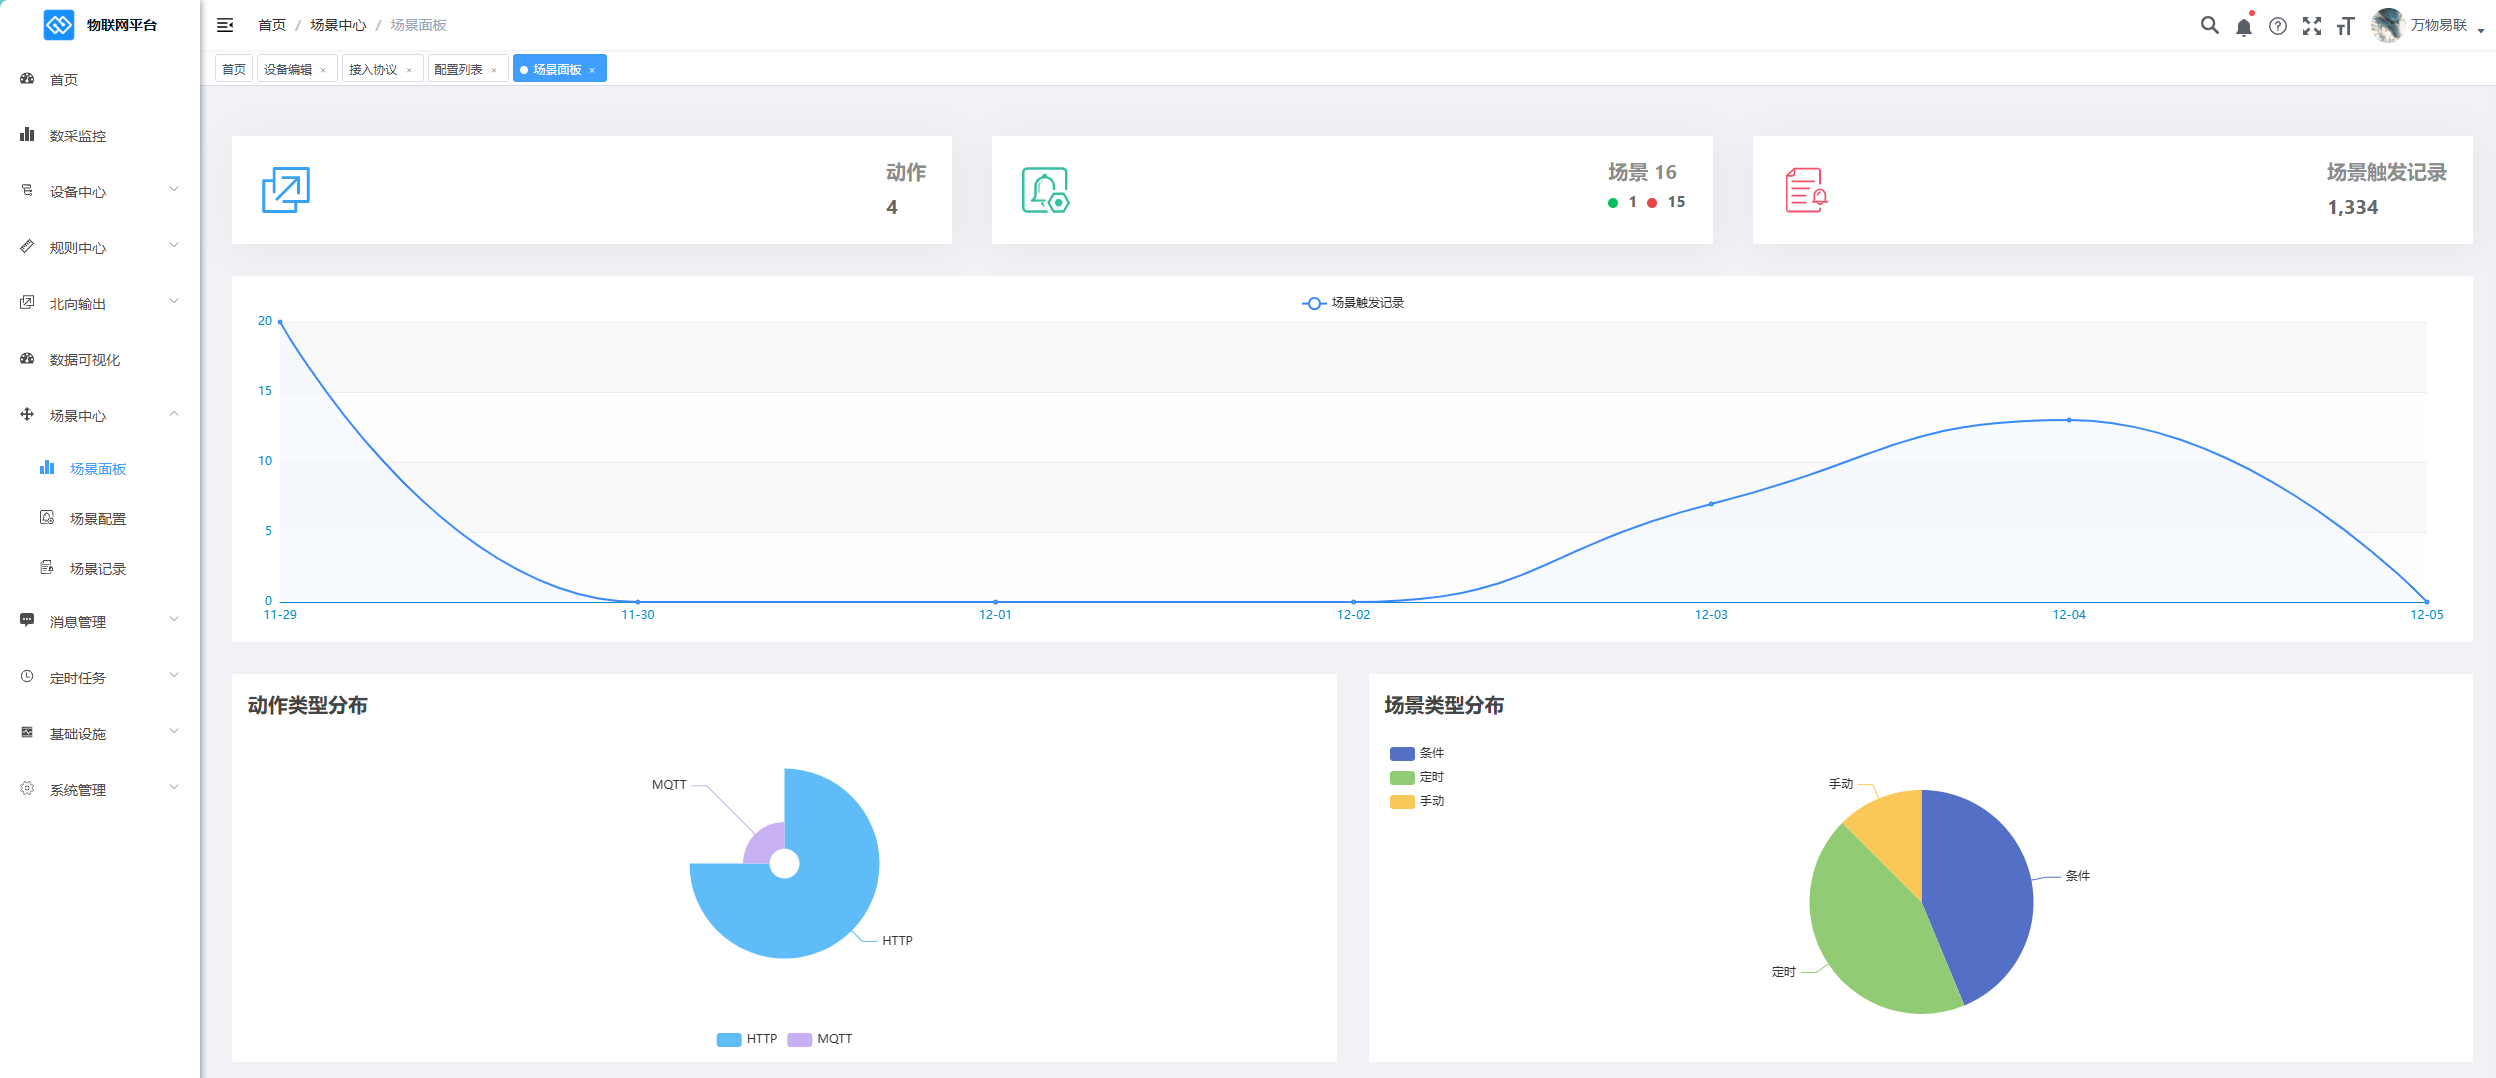 物联网平台
首页
数采监控
设备中心
规则中心
北向输出
数据可视化
场景中心
场景面板
场景配置
场景记录
消息管理
定时任务
基础设施
系统管理
首页 / 场景中心 / 场景面板
万物易联
首页 设备编辑 × 接入协议 × 配置列表 × 场景面板 ×
动作
4
场景 16
1 15
场景触发记录
1,334
场景触发记录
20
15
10
5
0
11-29 11-30 12-01 12-02 12-03 12-04 12-05
动作类型分布
MQTT
HTTP
HTTP MQTT
场景类型分布
条件
定时
手动
手动
条件
定时